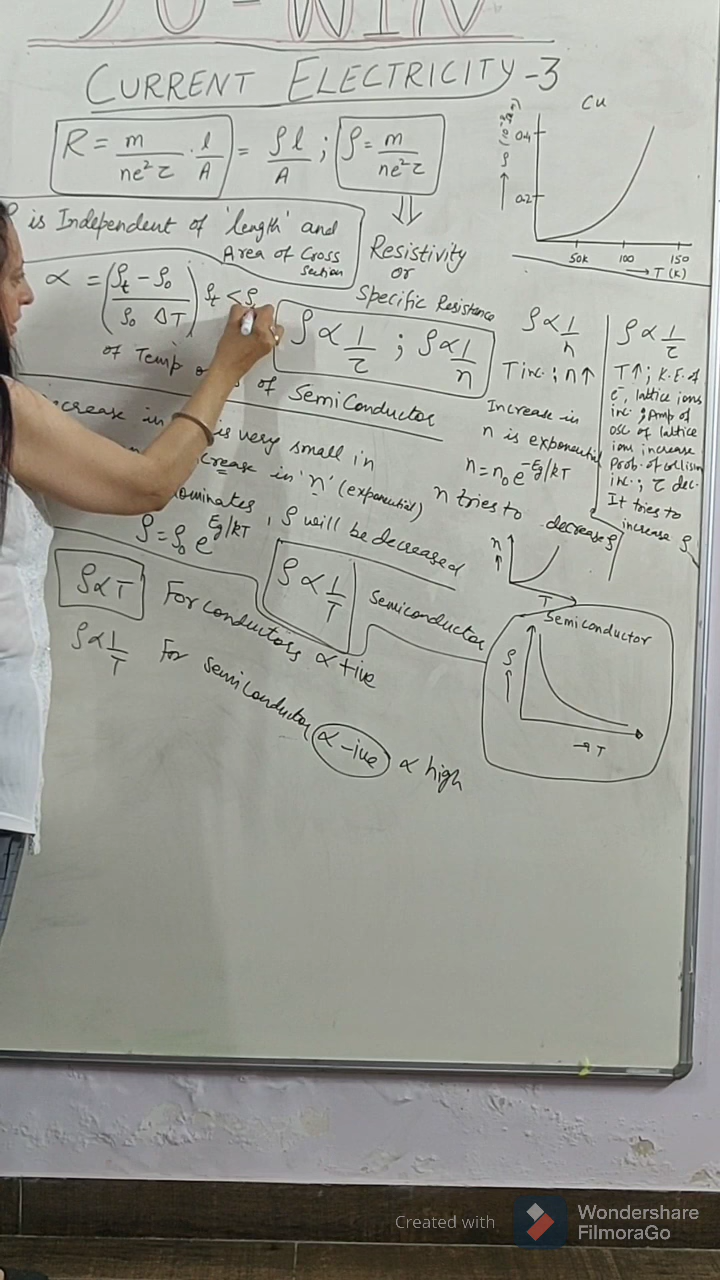 CURRENT ELECTRICITY-3
R = m/ne²τ · l/A = ρl/A ; ρ = m/ne²τ
Cu
0.4
0.2
50K 100 150
→ T (K)
ρ is Independent of 'length' and
Area of Cross
Section
⇓
Resistivity
or
Specific Resistance
α = (ρt - ρ0 / ρ0 ΔT) ρt < ρ
ρ ∝ 1/τ ; ρ ∝ 1/n
of Temp of SemiConductor
ρ ∝ 1/n
T inc.; n↑
Increase in
n is exponential
n = n0 e^-Eg/kT
n tries to decrease ρ
n ↑
T
ρ ∝ 1/τ
T↑; K.E. of
e⁻, lattice ions
inc.; Amp of
osc of lattice
ions increase
Prob. of collision
inc.; τ dec.
It tries to
increase ρ
crease in is very small in
crease in 'n' (exponential)
ominates
ρ = ρ0 e^Eg/kT , ρ will be decreased
ρ ∝ T For conductors α +ive
ρ ∝ 1/T Semiconductor
ρ ∝ 1/T For semiconductor α -ive α high
Semiconductor
ρ ↑
→ T
Created with Wondershare
FilmoraGo